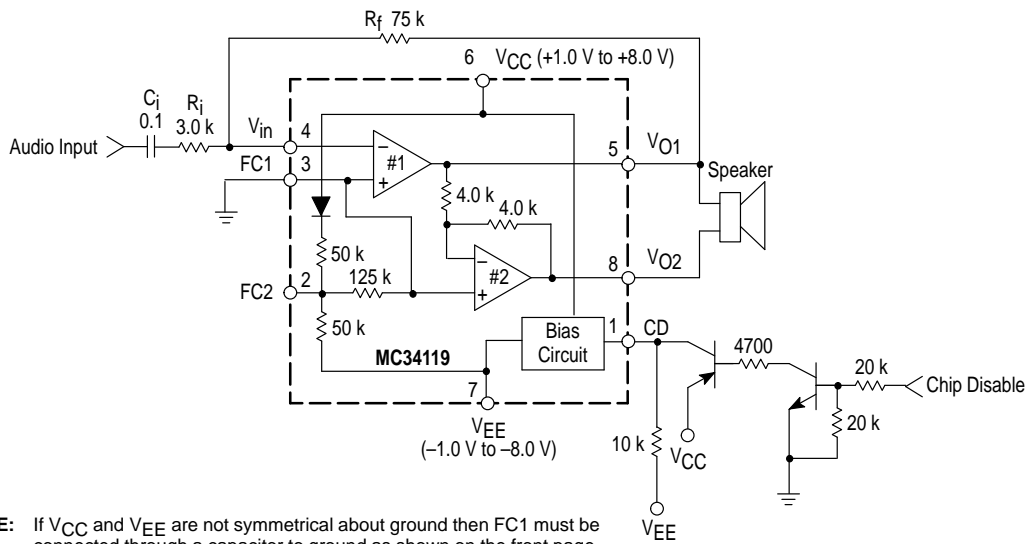 Rf 75 k
6 VCC (+1.0 V to +8.0 V)
Ci
0.1
Ri
3.0 k
Vin
4
Audio Input
FC1
3
#1
5
VO1
Speaker
4.0 k
4.0 k
50 k
2
125 k
FC2
#2
8
VO2
50 k
MC34119
Bias
Circuit
1
CD
4700
20 k
Chip Disable
20 k
7
VEE
(–1.0 V to –8.0 V)
10 k
VCC
VEE
E: If VCC and VEE are not symmetrical about ground then FC1 must be
connected through a capacitor to ground as shown on the front page